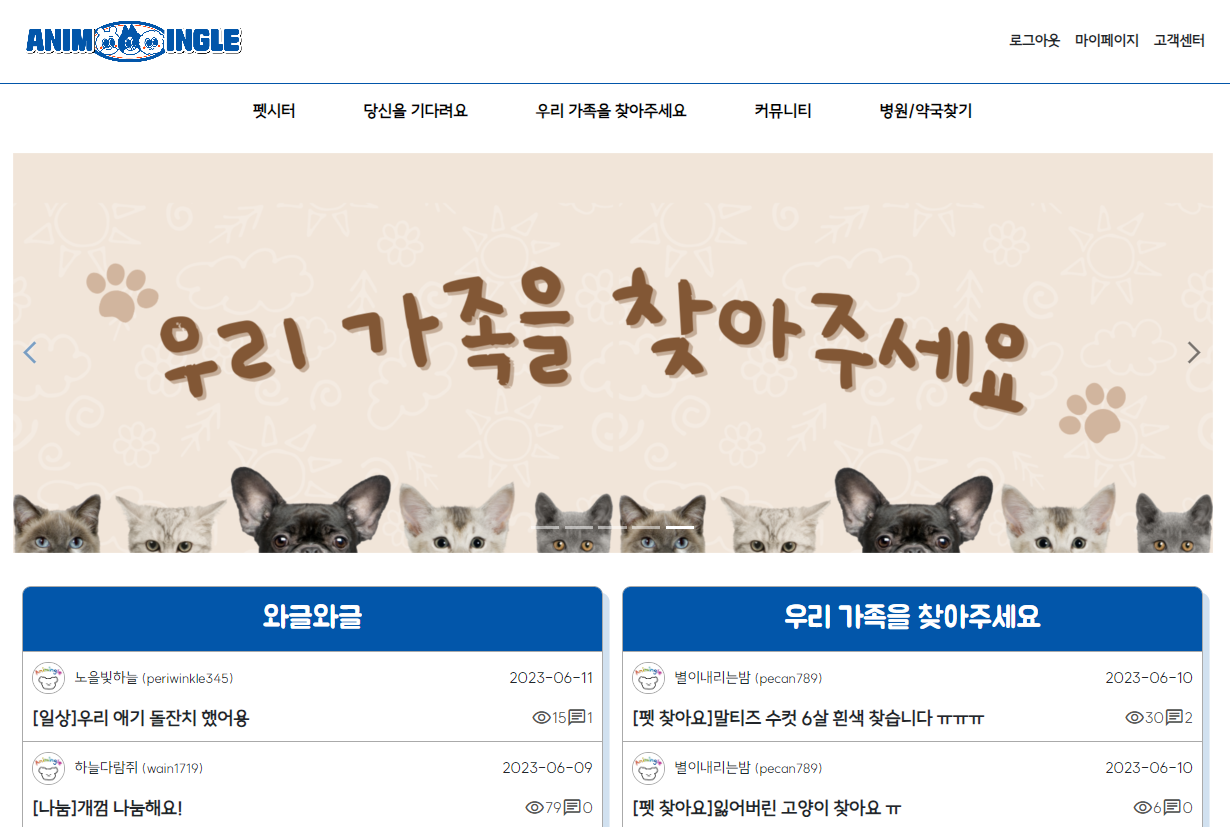 ANIM INGLE
로그아웃 마이페이지 고객센터
펫시터 당신을 기다려요 우리 가족을 찾아주세요 커뮤니티 병원/약국찾기
우리 가족을 찾아주세요
와글와글
노을빛하늘 (periwinkle345) 2023-06-11
[일상]우리 애기 돌잔치 했어용 15 1
하늘다람쥐 (wain1719) 2023-06-09
[나눔]개껌 나눔해요! 79 0
우리 가족을 찾아주세요
별이내리는밤 (pecan789) 2023-06-10
[펫 찾아요]말티즈 수컷 6살 흰색 찾습니다 ㅠㅠㅠ 30 2
별이내리는밤 (pecan789) 2023-06-10
[펫 찾아요]잃어버린 고양이 찾아요 ㅠ 6 0